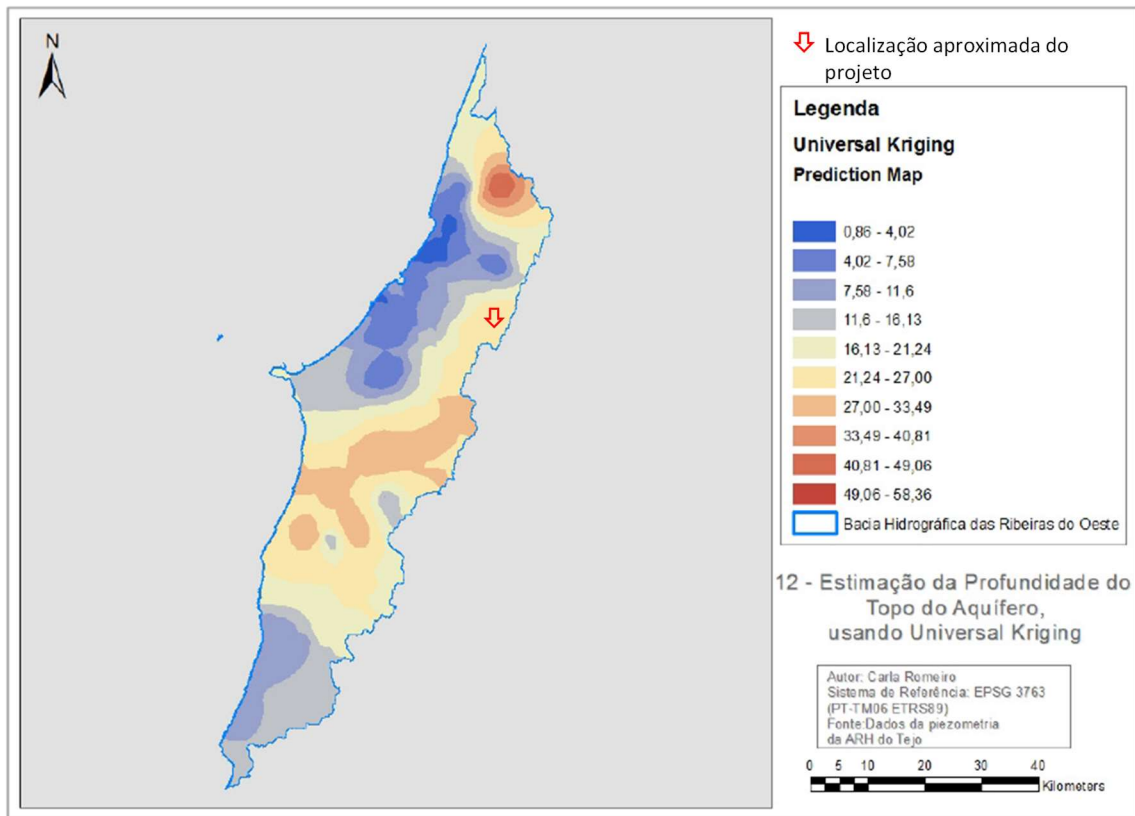 N
Localização aproximada do
projeto
Legenda
Universal Kriging
Prediction Map
0,86 - 4,02
4,02 - 7,58
7,58 - 11,6
11,6 - 16,13
16,13 - 21,24
21,24 - 27,00
27,00 - 33,49
33,49 - 40,81
40,81 - 49,06
49,06 - 58,36
Bacia Hidrográfica das Ribeiras do Oeste
12 - Estimação da Profundidade do
Topo do Aquífero,
usando Universal Kriging
Autor: Carla Romeiro
Sistema de Referência: EPSG 3763
(PT-TM06 ETRS89)
Fonte:Dados da piezometria
da ARH do Tejo
0 5 10 20 30 40
Kilometers